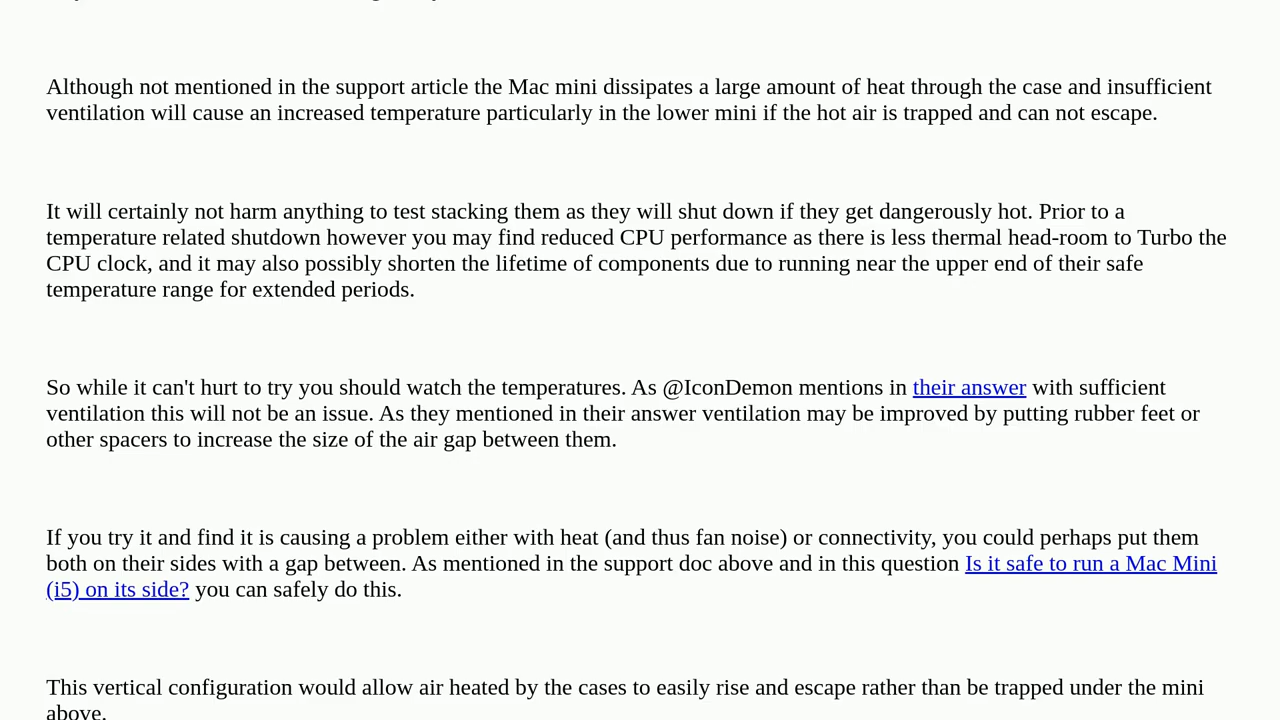 Although not mentioned in the support article the Mac mini dissipates a large amount of heat through the case and insufficient
ventilation will cause an increased temperature particularly in the lower mini if the hot air is trapped and can not escape.
It will certainly not harm anything to test stacking them as they will shut down if they get dangerously hot. Prior to a
temperature related shutdown however you may find reduced CPU performance as there is less thermal head-room to Turbo the
CPU clock, and it may also possibly shorten the lifetime of components due to running near the upper end of their safe
temperature range for extended periods.
So while it can't hurt to try you should watch the temperatures. As @IconDemon mentions in their answer with sufficient
ventilation this will not be an issue. As they mentioned in their answer ventilation may be improved by putting rubber feet or
other spacers to increase the size of the air gap between them.
If you try it and find it is causing a problem either with heat (and thus fan noise) or connectivity, you could perhaps put them
both on their sides with a gap between. As mentioned in the support doc above and in this question Is it safe to run a Mac Mini
(i5) on its side? you can safely do this.
This vertical configuration would allow air heated by the cases to easily rise and escape rather than be trapped under the mini
above.